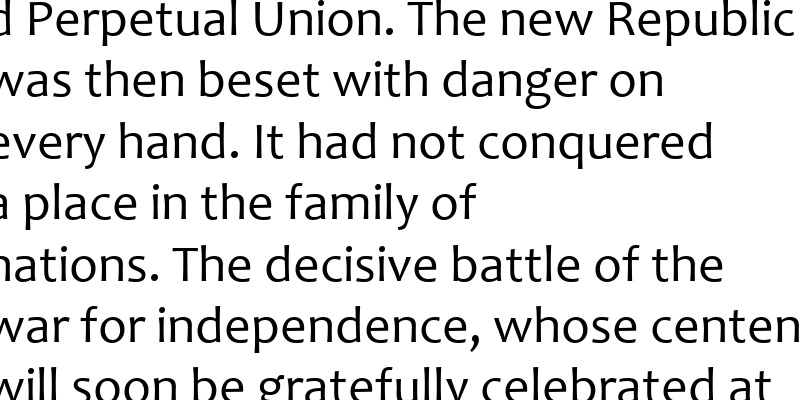 d Perpetual Union. The new Republic
was then beset with danger on
every hand. It had not conquered
a place in the family of
nations. The decisive battle of the
war for independence, whose centen
will soon be gratefully celebrated at